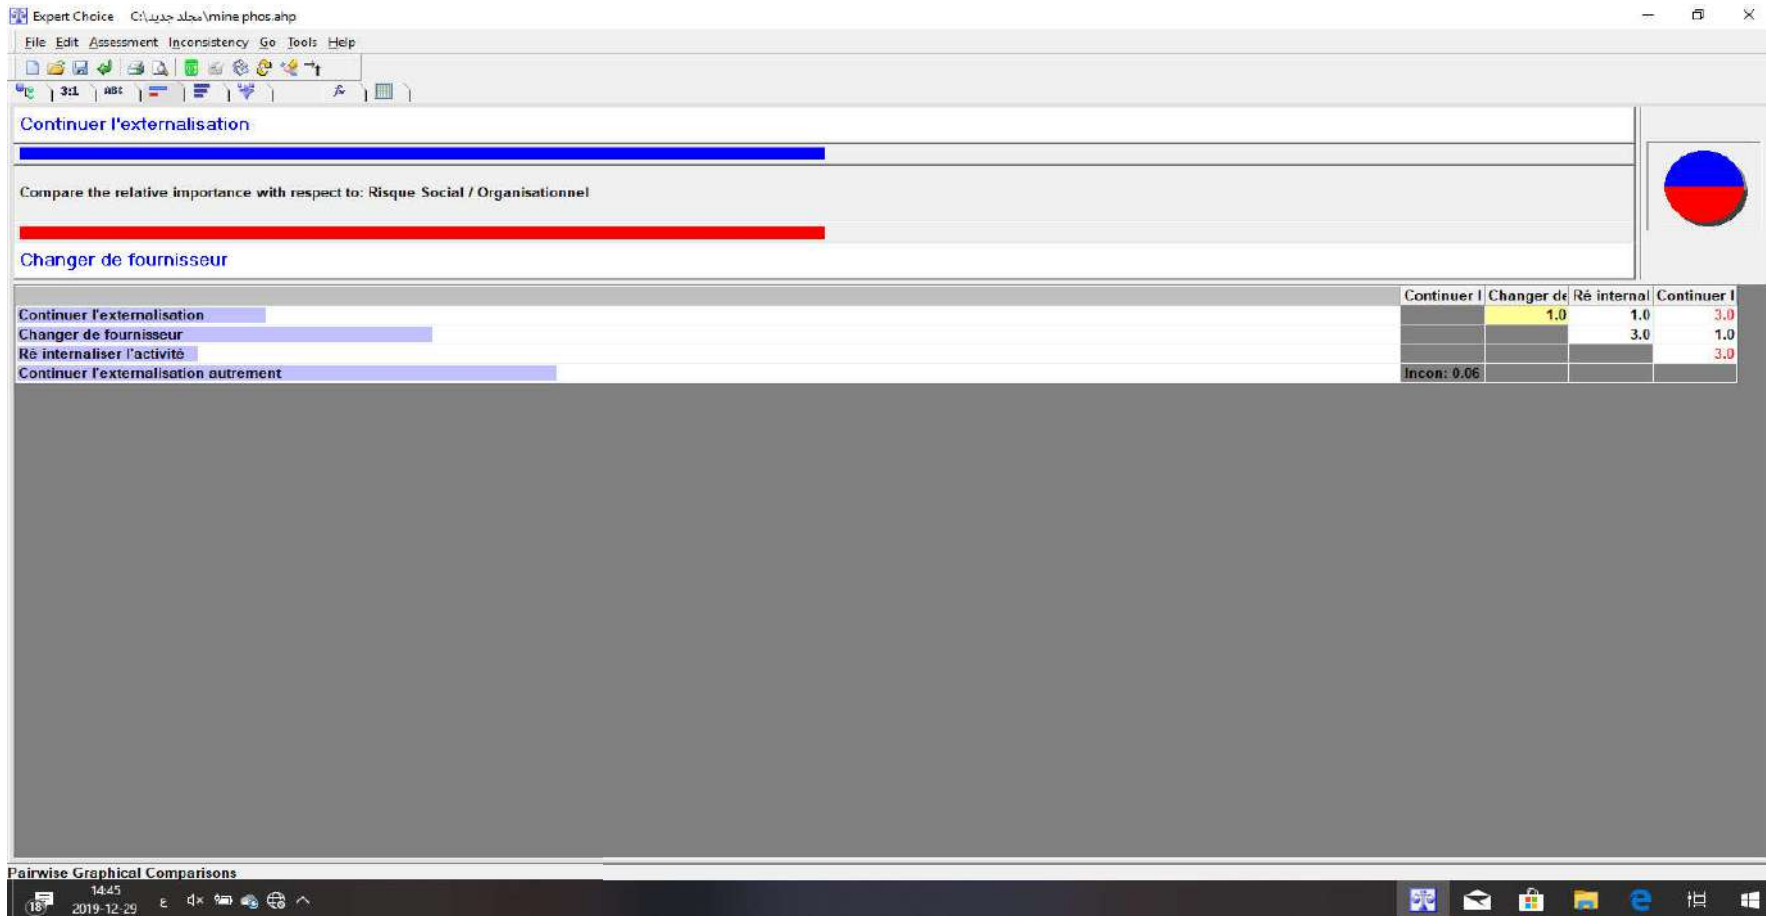 Expert Choice C:\مجلد جديد\mine phos.ahp
File Edit Assessment Inconsistency Go Tools Help
3:1 ABC
Continuer l'externalisation
Compare the relative importance with respect to: Risque Social / Organisationnel
Changer de fournisseur
Continuer l Changer de Ré internal Continuer l
Continuer l'externalisation 1.0 1.0 3.0
Changer de fournisseur 3.0 1.0
Ré internaliser l'activité 3.0
Continuer l'externalisation autrement Incon: 0.06
Pairwise Graphical Comparisons
14:45
18 2019-12-29 ع